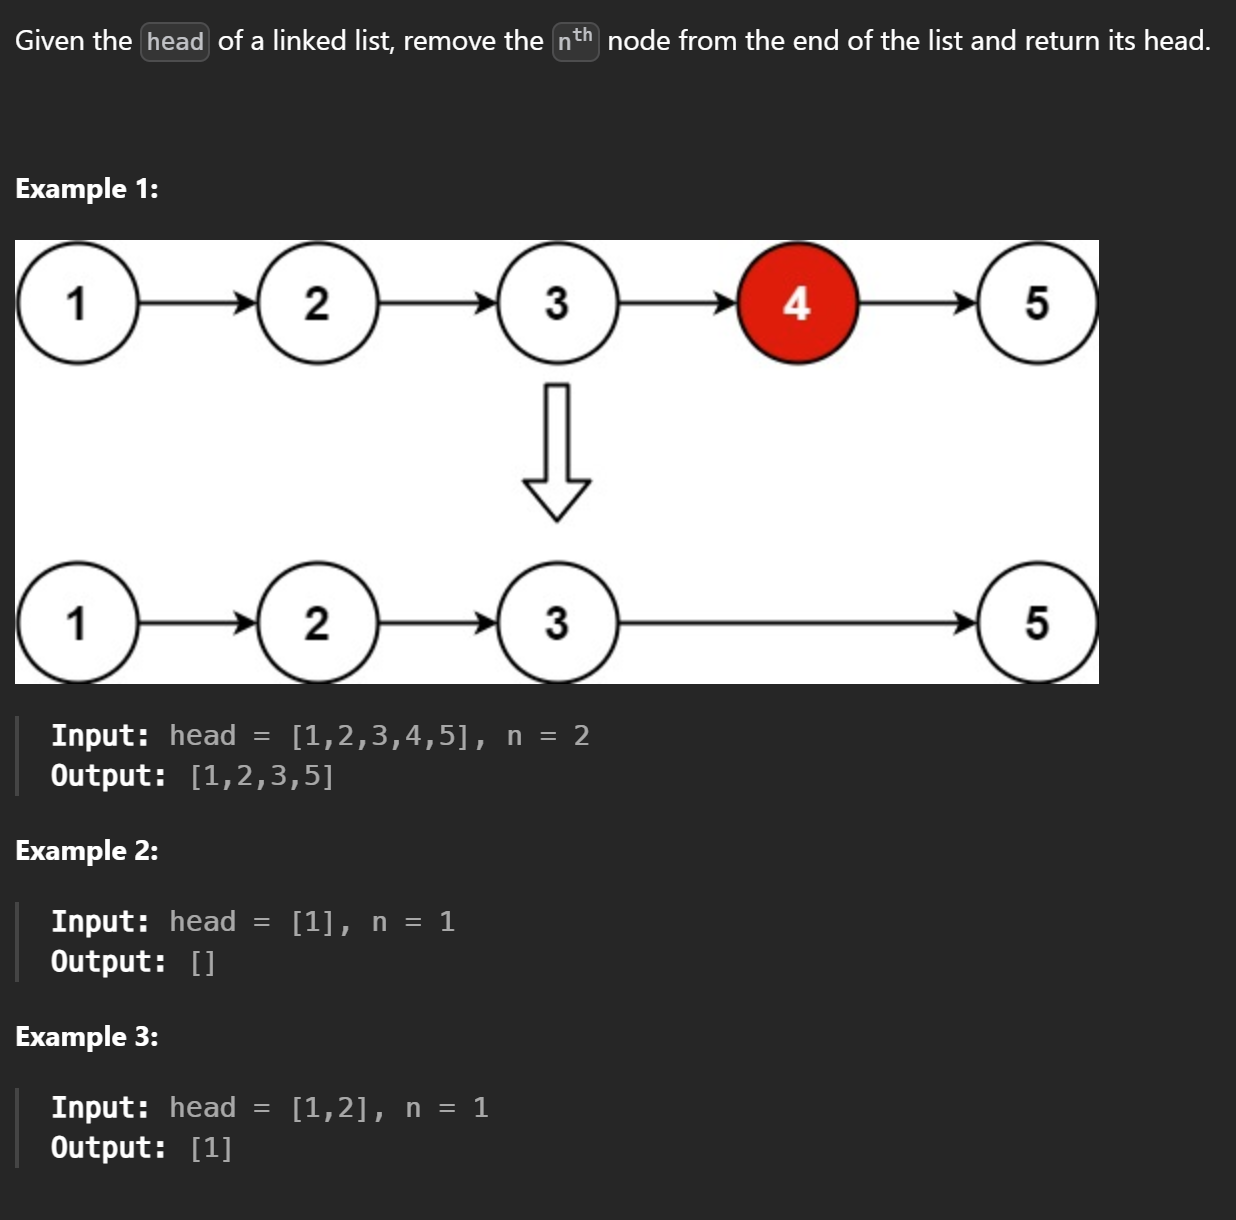 Given the head of a linked list, remove the nth node from the end of the list and return its head.
Example 1:
1 2 3 4 5
1 2 3 5
Input: head = [1,2,3,4,5], n = 2
Output: [1,2,3,5]
Example 2:
Input: head = [1], n = 1
Output: []
Example 3:
Input: head = [1,2], n = 1
Output: [1]